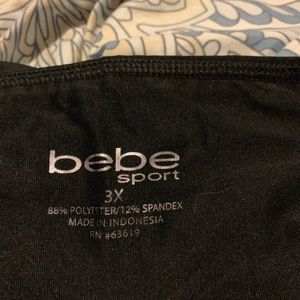 bebe
sport
3X
88% POLYESTER/12% SPANDEX
MADE IN INDONESIA
RN #63619